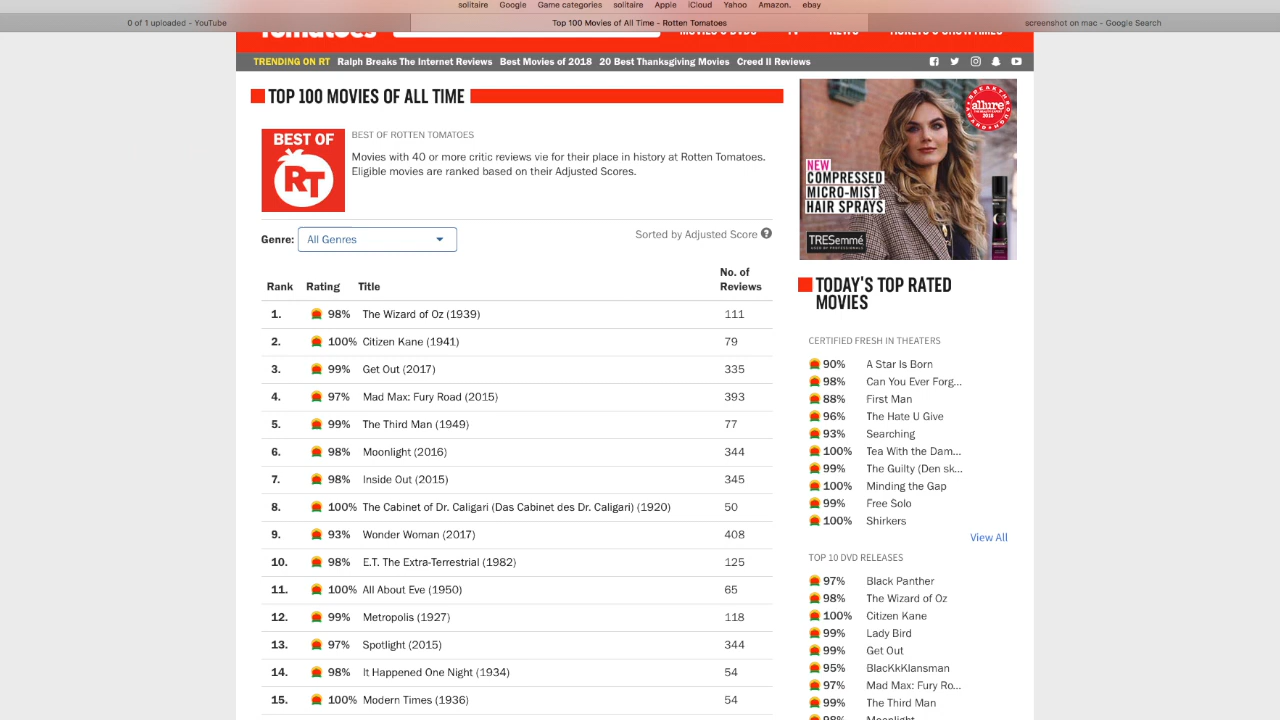 solitaire Google Game categories solitaire Apple iCloud Yahoo Amazon. ebay
0 of 1 uploaded - YouTube
Top 100 Movies of All Time - Rotten Tomatoes
screenshot on mac - Google Search
Tomatoes
MOVIES & DVDS TV NEWS TICKETS & SHOWTIMES
TRENDING ON RT Ralph Breaks The Internet Reviews Best Movies of 2018 20 Best Thanksgiving Movies Creed II Reviews
TOP 100 MOVIES OF ALL TIME
BEST OF
RT
BEST OF ROTTEN TOMATOES
Movies with 40 or more critic reviews vie for their place in history at Rotten Tomatoes.
Eligible movies are ranked based on their Adjusted Scores.
Genre: All Genres
Sorted by Adjusted Score ?
Rank Rating Title No. of Reviews
1. 98% The Wizard of Oz (1939) 111
2. 100% Citizen Kane (1941) 79
3. 99% Get Out (2017) 335
4. 97% Mad Max: Fury Road (2015) 393
5. 99% The Third Man (1949) 77
6. 98% Moonlight (2016) 344
7. 98% Inside Out (2015) 345
8. 100% The Cabinet of Dr. Caligari (Das Cabinet des Dr. Caligari) (1920) 50
9. 93% Wonder Woman (2017) 408
10. 98% E.T. The Extra-Terrestrial (1982) 125
11. 100% All About Eve (1950) 65
12. 99% Metropolis (1927) 118
13. 97% Spotlight (2015) 344
14. 98% It Happened One Night (1934) 54
15. 100% Modern Times (1936) 54
allure
2018
NEW
COMPRESSED
MICRO-MIST
HAIR SPRAYS
TRESemmé
USED BY PROFESSIONALS
TODAY'S TOP RATED
MOVIES
CERTIFIED FRESH IN THEATERS
90% A Star Is Born
98% Can You Ever Forg...
88% First Man
96% The Hate U Give
93% Searching
100% Tea With the Dam...
99% The Guilty (Den sk...
100% Minding the Gap
99% Free Solo
100% Shirkers
View All
TOP 10 DVD RELEASES
97% Black Panther
98% The Wizard of Oz
100% Citizen Kane
99% Lady Bird
99% Get Out
95% BlacKkKlansman
97% Mad Max: Fury Ro...
99% The Third Man
98% Moonlight